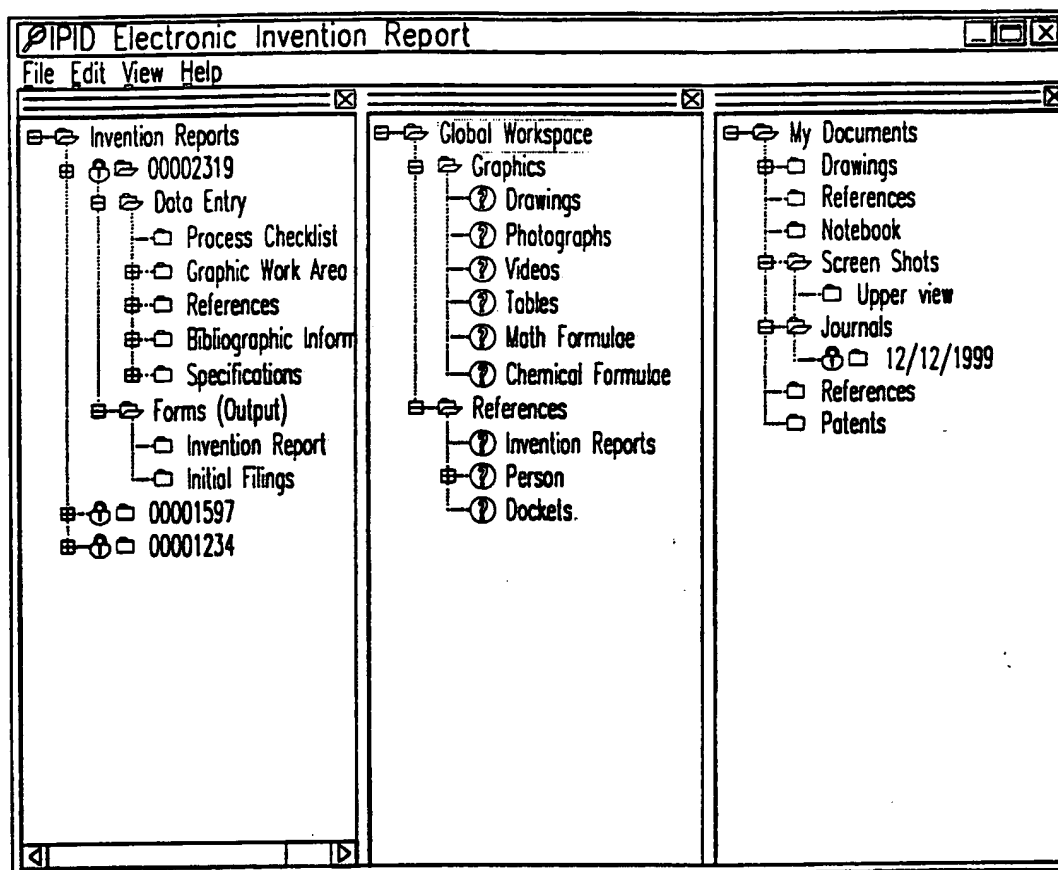 IPID Electronic Invention Report
File Edit View Help
Invention Reports
00002319
Data Entry
Process Checklist
Graphic Work Area
References
Bibliographic Inform
Specifications
Forms (Output)
Invention Report
Initial Filings
00001597
00001234
Global Workspace
Graphics
Drawings
Photographs
Videos
Tables
Math Formulae
Chemical Formulae
References
Invention Reports
Person
Dockets.
My Documents
Drawings
References
Notebook
Screen Shots
Upper view
Journals
12/12/1999
References
Patents